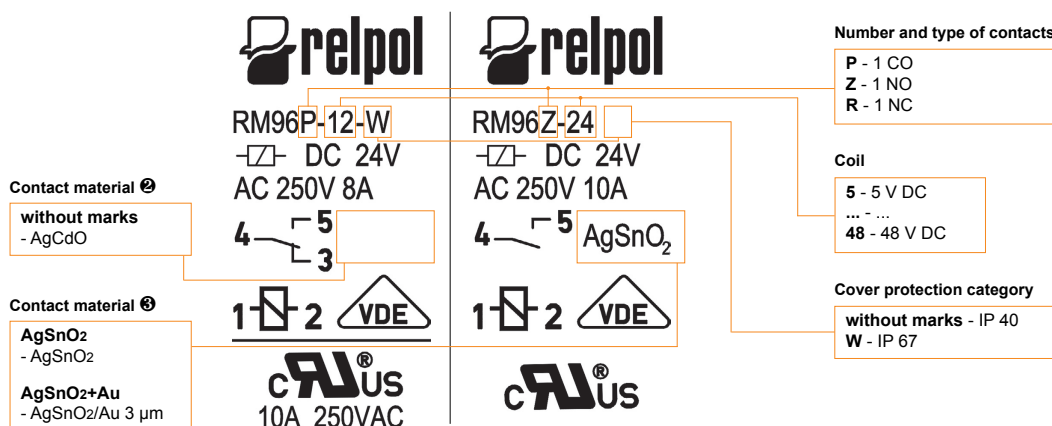 relpol
RM96P-12-W
DC 24V
AC 250V 8A
4 5
3
1 2 VDE
c RU ® US
10A 250VAC
relpol
RM96Z-24
DC 24V
AC 250V 10A
4 5 AgSnO₂
1 2 VDE
c RU ® US
Contact material ❷
without marks
- AgCdO
Contact material ❸
AgSnO₂
- AgSnO₂
AgSnO₂+Au
- AgSnO₂/Au 3 µm
Number and type of contacts
P - 1 CO
Z - 1 NO
R - 1 NC
Coil
5 - 5 V DC
... - ...
48 - 48 V DC
Cover protection category
without marks - IP 40
W - IP 67